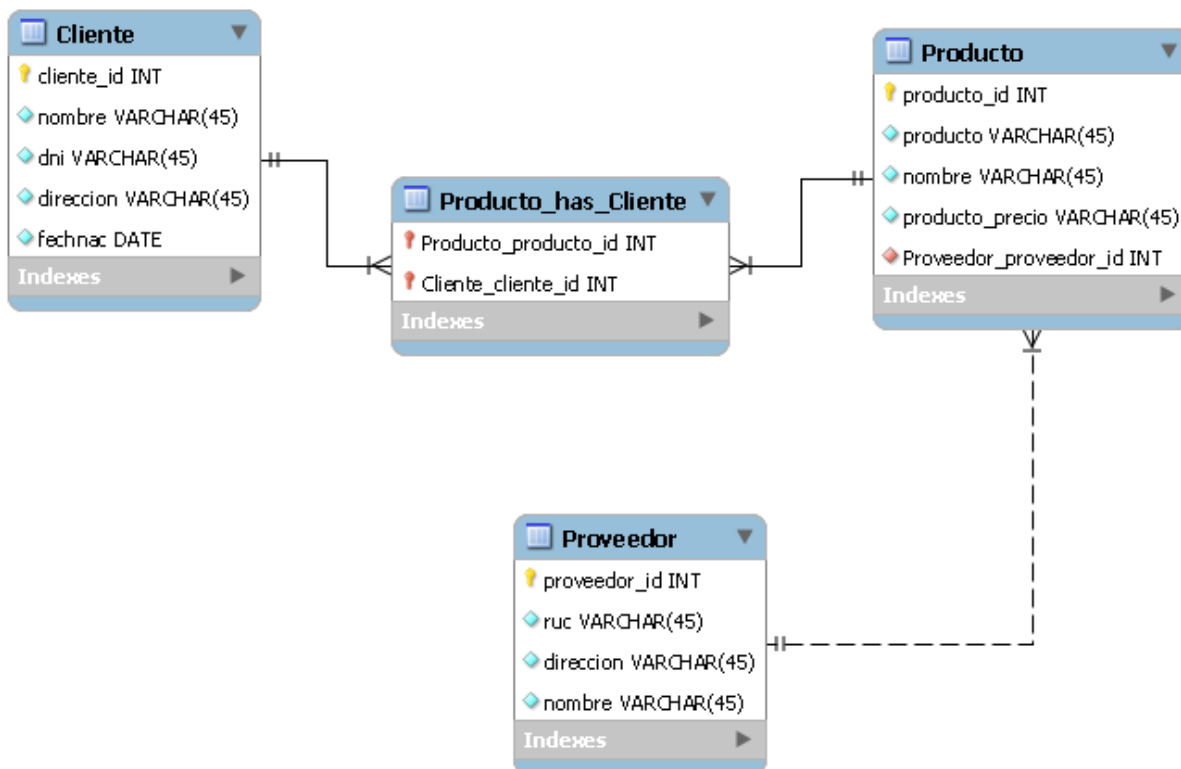 Cliente
cliente_id INT
nombre VARCHAR(45)
dni VARCHAR(45)
direccion VARCHAR(45)
fechnac DATE
Indexes
Producto_has_Cliente
Producto_producto_id INT
Cliente_cliente_id INT
Indexes
Producto
producto_id INT
producto VARCHAR(45)
nombre VARCHAR(45)
producto_precio VARCHAR(45)
Proveedor_proveedor_id INT
Indexes
Proveedor
proveedor_id INT
ruc VARCHAR(45)
direccion VARCHAR(45)
nombre VARCHAR(45)
Indexes